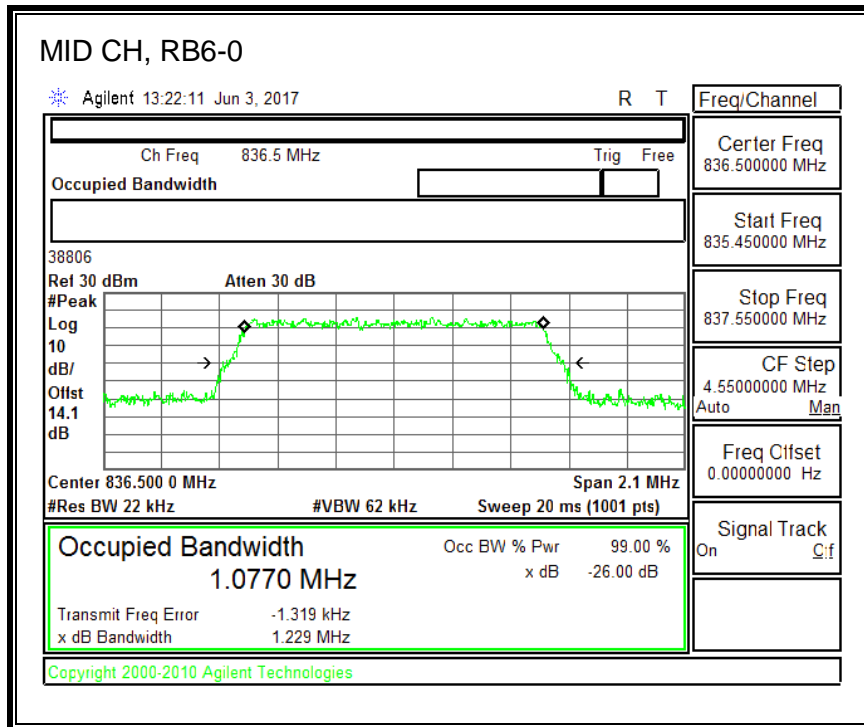 MID CH, RB6-0
Agilent 13:22:11 Jun 3, 2017 R T
Ch Freq 836.5 MHz Trig Free
Occupied Bandwidth
38806
Ref 30 dBm Atten 30 dB
#Peak
Log
10
dB/
Offst
14.1
dB
Center 836.500 0 MHz Span 2.1 MHz
#Res BW 22 kHz #VBW 62 kHz Sweep 20 ms (1001 pts)
Occupied Bandwidth Occ BW % Pwr 99.00 %
1.0770 MHz x dB -26.00 dB
Transmit Freq Error -1.319 kHz
x dB Bandwidth 1.229 MHz
Copyright 2000-2010 Agilent Technologies
Freq/Channel
Center Freq
836.500000 MHz
Start Freq
835.450000 MHz
Stop Freq
837.550000 MHz
CF Step
4.55000000 MHz
Auto Man
Freq Offset
0.00000000 Hz
Signal Track
On Off